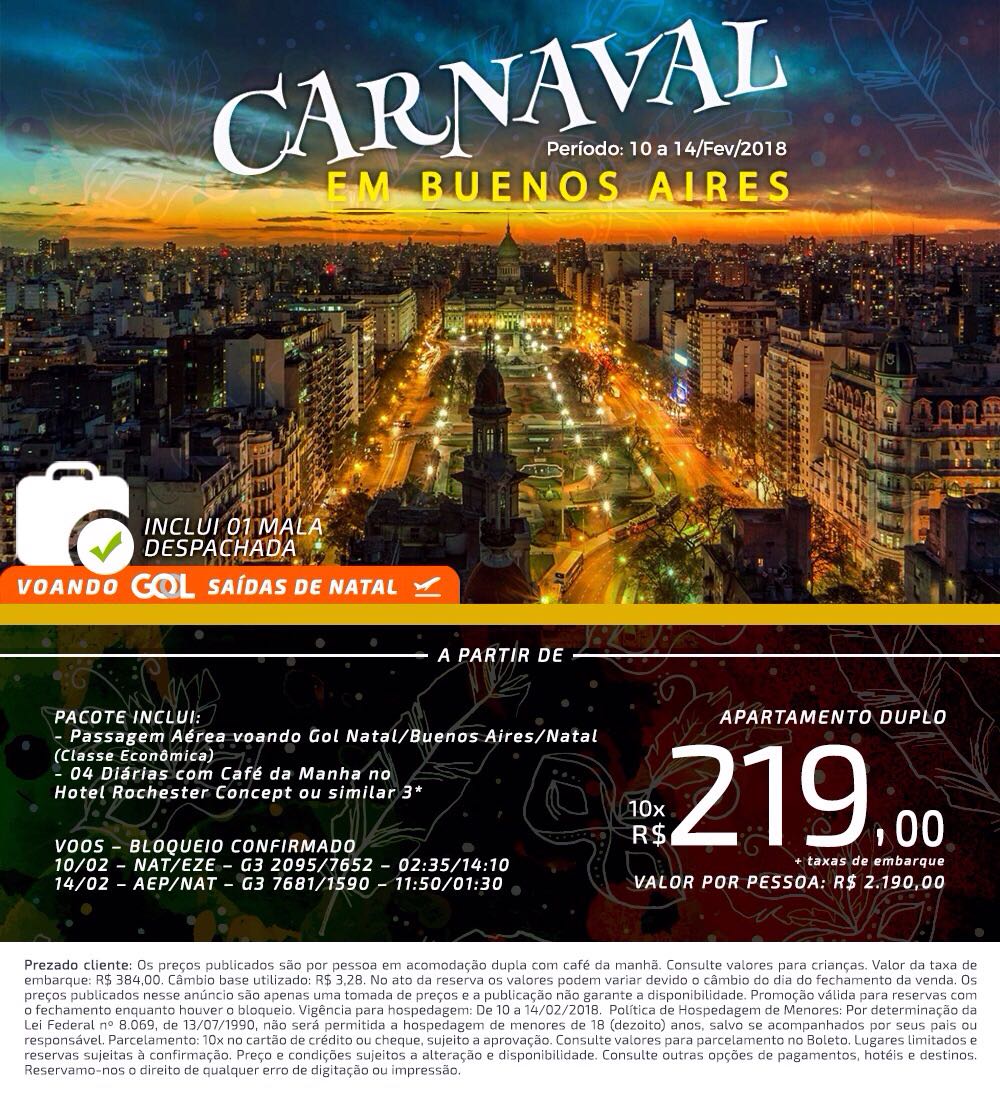 CARNAVAL
Período: 10 a 14/Fev/2018
EM BUENOS AIRES
INCLUI 01 MALA
DESPACHADA
VOANDO GOL SAÍDAS DE NATAL
A PARTIR DE
PACOTE INCLUI:
- Passagem Aérea voando Gol Natal/Buenos Aires/Natal
(Classe Econômica)
- 04 Diárias com Café da Manha no
Hotel Rochester Concept ou similar 3*
VOOS – BLOQUEIO CONFIRMADO
10/02 – NAT/EZE – G3 2095/7652 – 02:35/14:10
14/02 – AEP/NAT – G3 7681/1590 – 11:50/01:30
APARTAMENTO DUPLO
10x
R$ 219,00
+ taxas de embarque
VALOR POR PESSOA: R$ 2.190,00
Prezado cliente: Os preços publicados são por pessoa em acomodação dupla com café da manhã. Consulte valores para crianças. Valor da taxa de
embarque: R$ 384,00. Câmbio base utilizado: R$ 3,28. No ato da reserva os valores podem variar devido o câmbio do dia do fechamento da venda. Os
preços publicados nesse anúncio são apenas uma tomada de preços e a publicação não garante a disponibilidade. Promoção válida para reservas com
o fechamento enquanto houver o bloqueio. Vigência para hospedagem: De 10 a 14/02/2018. Política de Hospedagem de Menores: Por determinação da
Lei Federal nº 8.069, de 13/07/1990, não será permitida a hospedagem de menores de 18 (dezoito) anos, salvo se acompanhados por seus pais ou
responsável. Parcelamento: 10x no cartão de crédito ou cheque, sujeito a aprovação. Consulte valores para parcelamento no Boleto. Lugares limitados e
reservas sujeitas à confirmação. Preço e condições sujeitos a alteração e disponibilidade. Consulte outras opções de pagamentos, hotéis e destinos.
Reservamo-nos o direito de qualquer erro de digitação ou impressão.